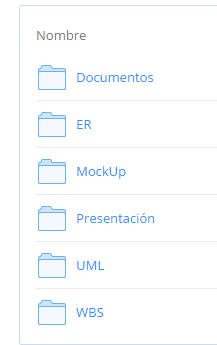 Nombre
Documentos
ER
MockUp
Presentación
UML
WBS